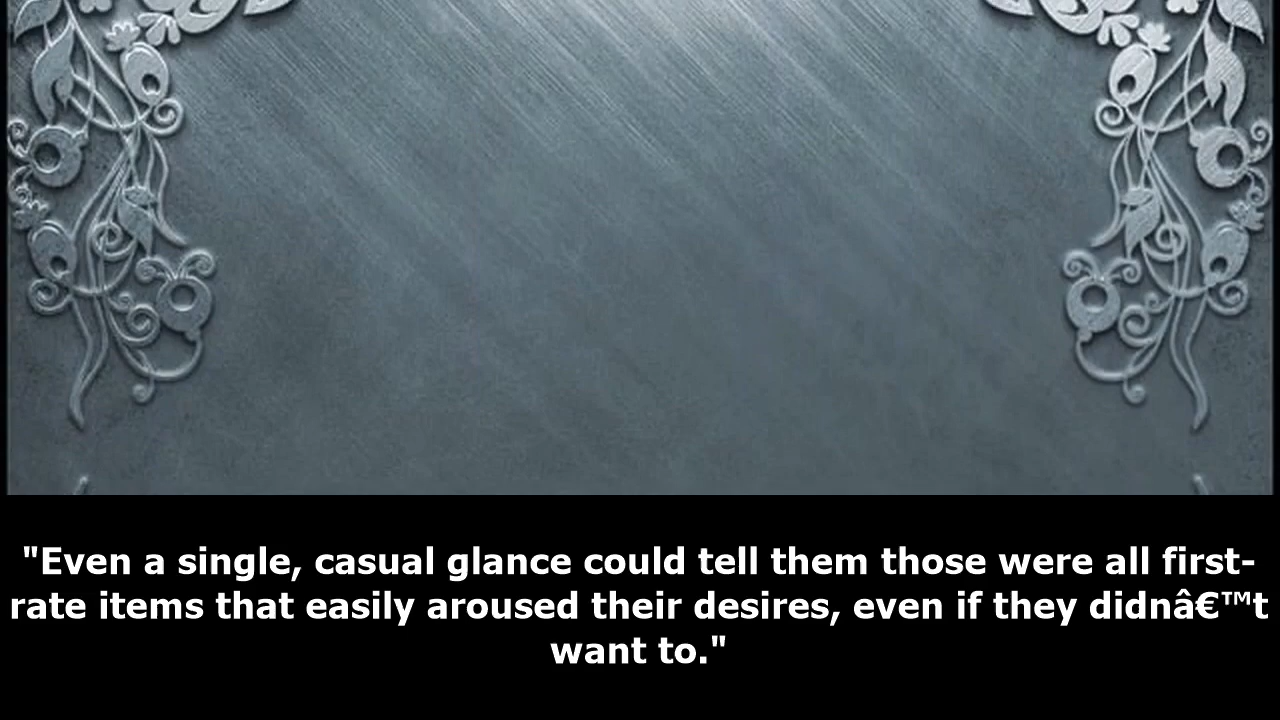 "Even a single, casual glance could tell them those were all first-
rate items that easily aroused their desires, even if they didnâ€™t
want to."